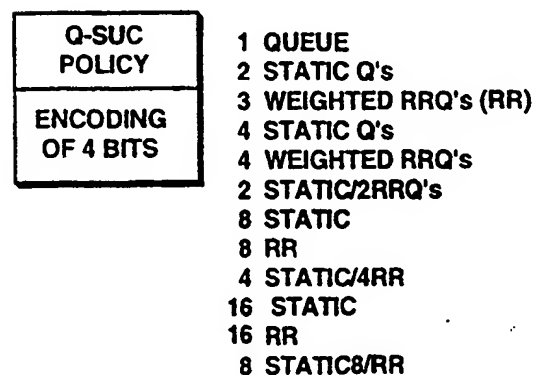 Q-SUC
POLICY
ENCODING
OF 4 BITS
1 QUEUE
2 STATIC Q's
3 WEIGHTED RRQ's (RR)
4 STATIC Q's
4 WEIGHTED RRQ's
2 STATIC/2RRQ's
8 STATIC
8 RR
4 STATIC/4RR
16 STATIC
16 RR
8 STATIC8/RR